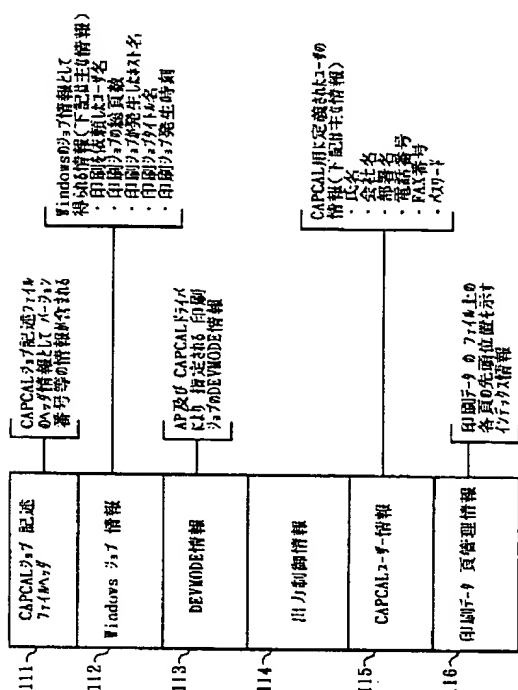 111
CAPCALジョブ 記述
ファイルヘッダ
CAPCALジョブ記述ファイル
のヘッダ情報として バージョン
番号等の情報が含まれる
112
Windows ジョブ 情報
Windowsのジョブ情報として
得られる情報(下記は主な情報)
・印刷を依頼したユーザ名
・印刷ジョブの総頁数
・印刷ジョブが発生したホスト名
・印刷ジョブタイトル名
・印刷ジョブ発生時刻
113
DEVMODE情報
AP及び CAPCALドライバ
により 指定される 印刷
ジョブのDEVMODE情報
114
出力制御情報
115
CAPCALユーザー情報
CAPCAL用に定義されたユーザの
情報(下記は主な情報)
・氏名
・会社名
・部署名
・電話番号
・FAX番号
・パスワード
116
印刷データ 頁管理情報
印刷データ の ファイル上の
各頁の先頭位置を示す
インデックス情報